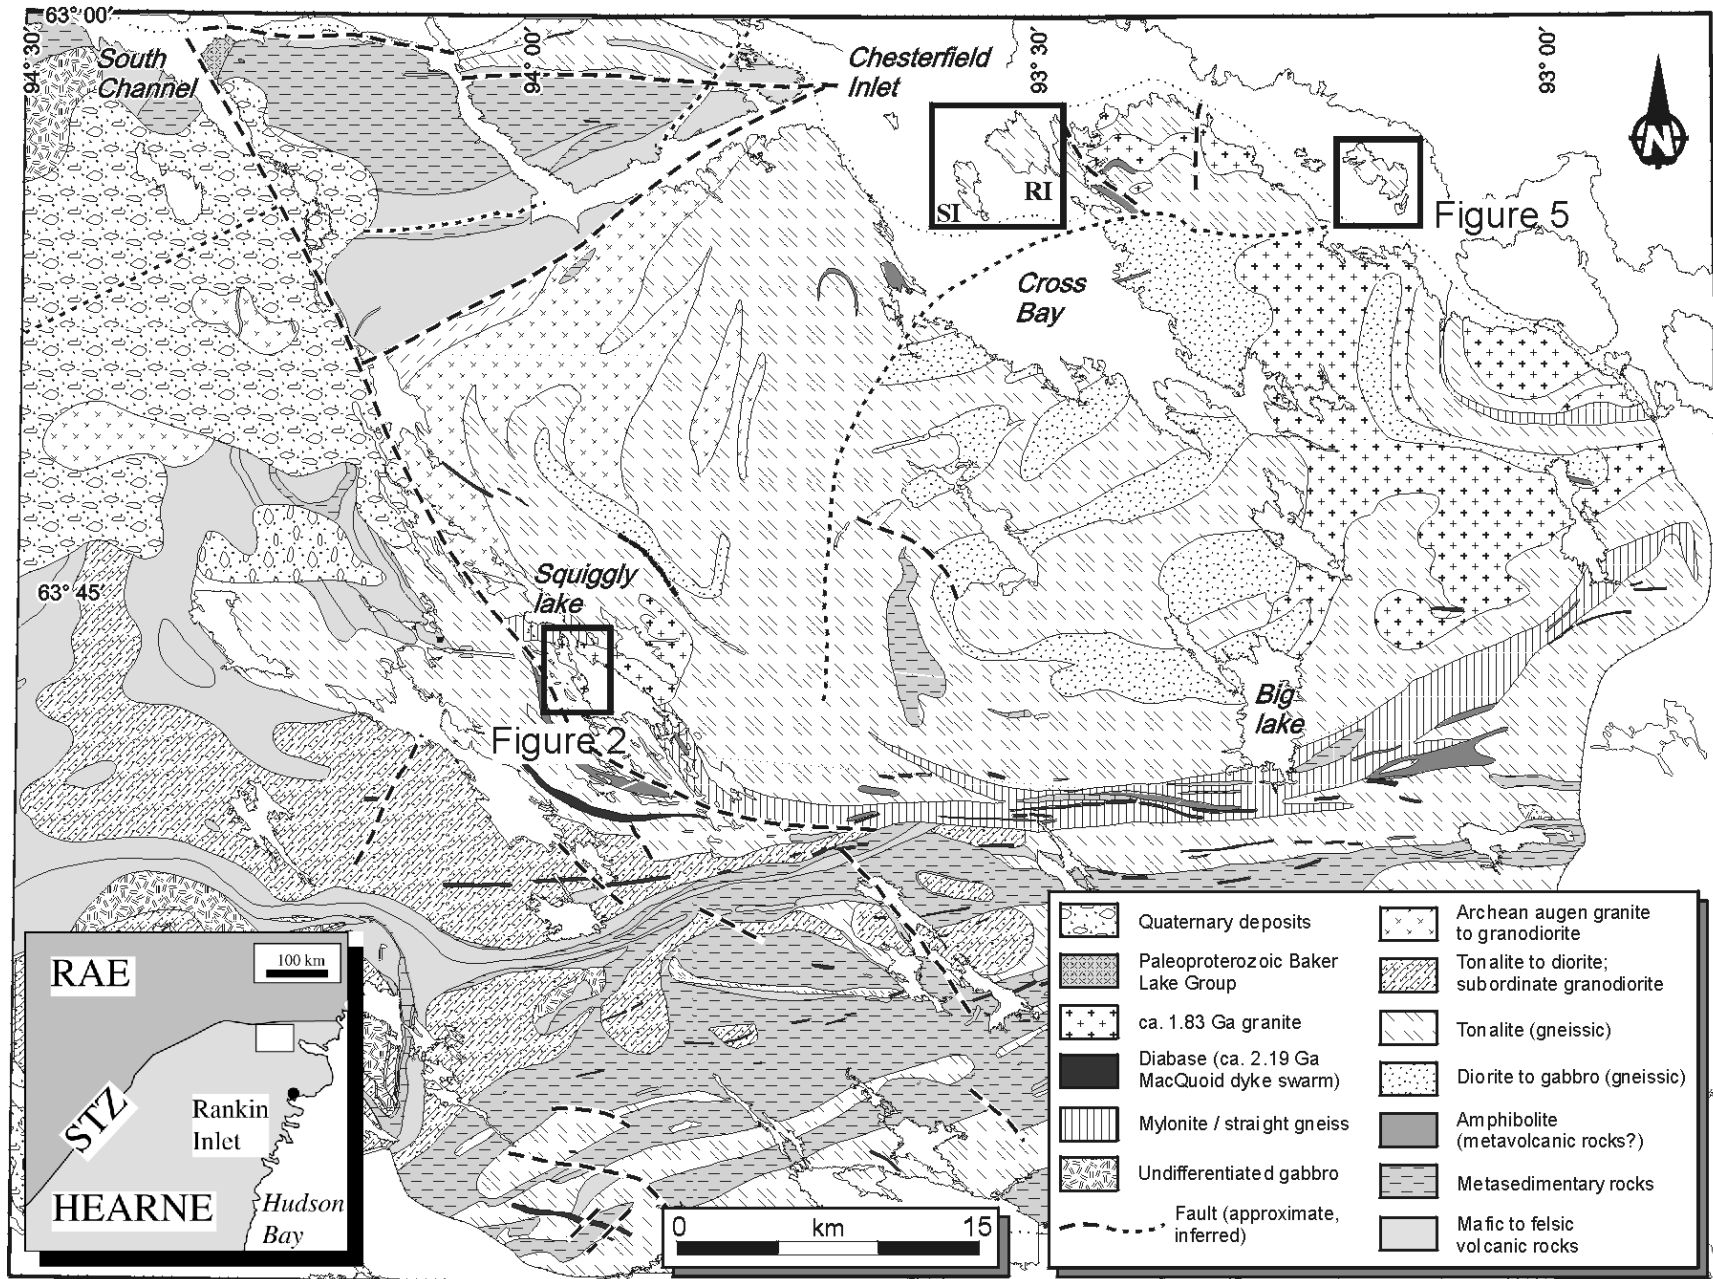 63° 00'
94° 30'
South
Channel
94° 00'
Chesterfield
Inlet
93° 30'
93° 00'
N
SI
RI
Figure 5
Cross
Bay
63° 45'
Squiggly
lake
Figure 2
Big
lake
RAE
100 km
STZ
Rankin
Inlet
HEARNE
Hudson
Bay
0
km
15
Quaternary deposits
Paleoproterozoic Baker
Lake Group
ca. 1.83 Ga granite
Diabase (ca. 2.19 Ga
MacQuoid dyke swarm)
Mylonite / straight gneiss
Undifferentiated gabbro
Fault (approximate,
inferred)
Archean augen granite
to granodiorite
Tonalite to diorite;
subordinate granodiorite
Tonalite (gneissic)
Diorite to gabbro (gneissic)
Amphibolite
(metavolcanic rocks?)
Metasedimentary rocks
Mafic to felsic
volcanic rocks